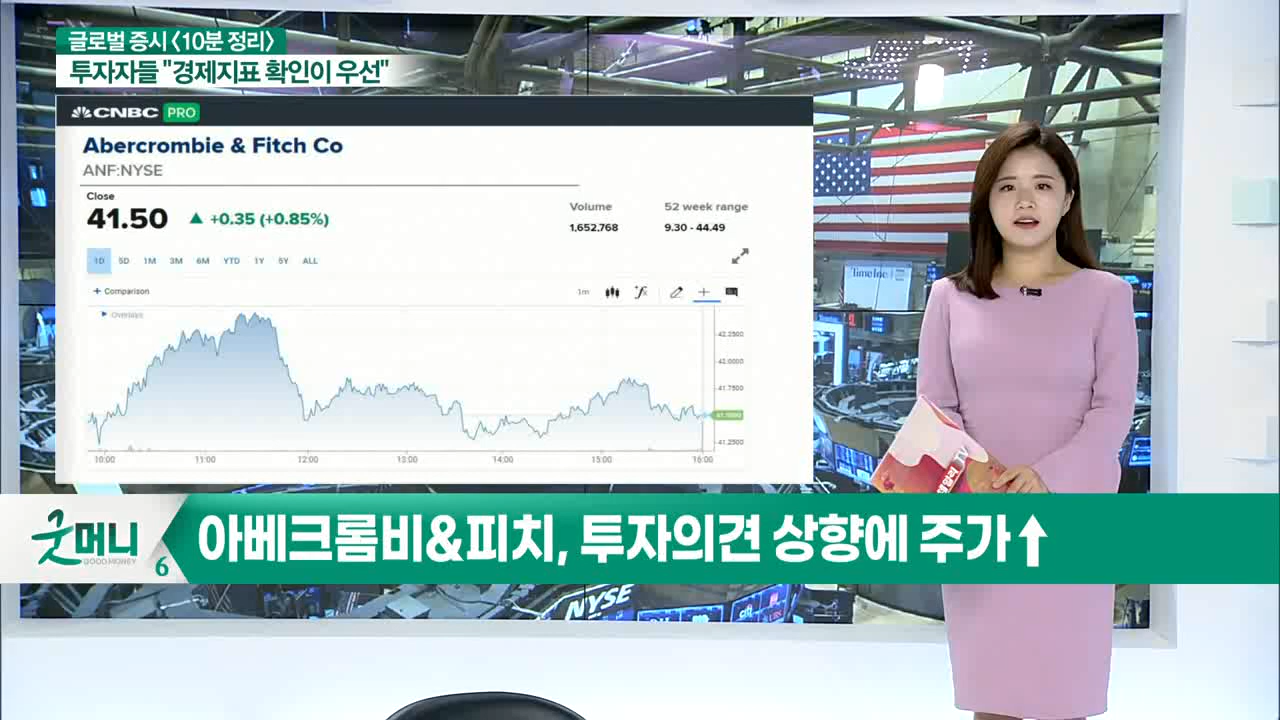 글로벌 증시 <10분 정리>
투자자들 "경제지표 확인이 우선"
CNBC PRO
Abercrombie & Fitch Co
ANF:NYSE
Close
41.50 ▲ +0.35 (+0.85%)
Volume
1,652,768
52 week range
9.30 - 44.49
1D 5D 1M 3M 6M YTD 1Y 5Y ALL
+ Comparison
1m
Overlays
42.2500
42.0000
41.7500
41.2500
10:00 11:00 12:00 13:00 14:00 15:00 16:00
Time Inc
굿머니
GOOD MONEY
6
아베크롬비&피치, 투자의견 상향에 주가↑
NYSE
citi